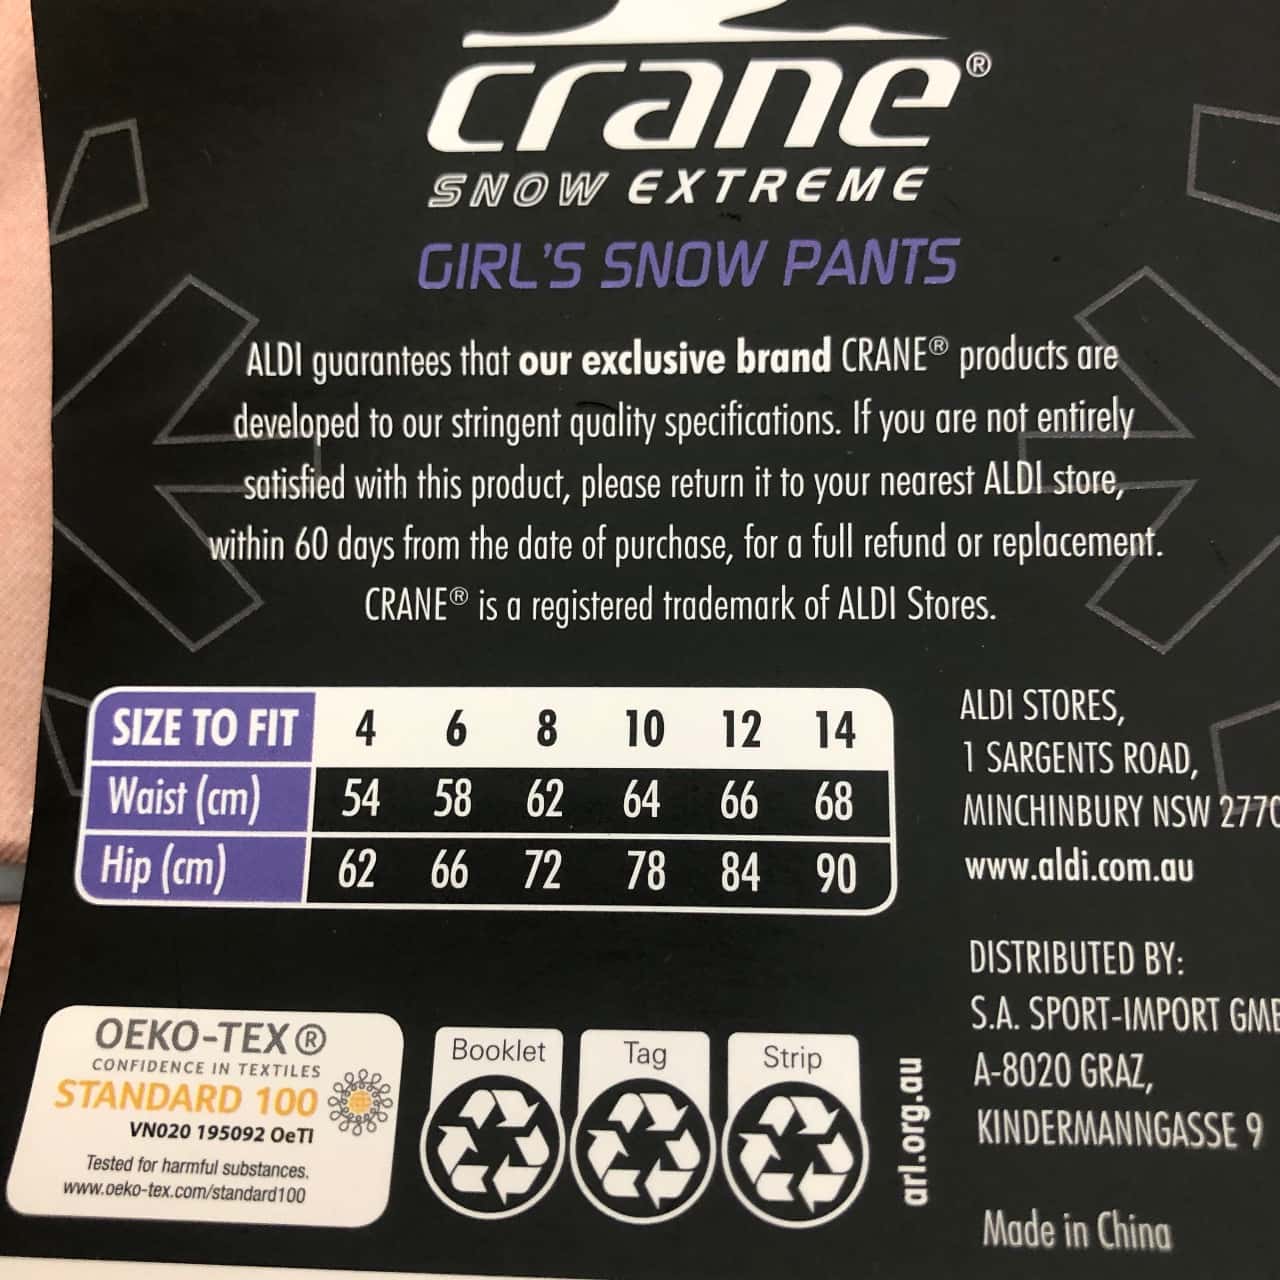 crane®
SNOW EXTREME
GIRL'S SNOW PANTS
ALDI guarantees that our exclusive brand CRANE® products are
developed to our stringent quality specifications. If you are not entirely
satisfied with this product, please return it to your nearest ALDI store,
within 60 days from the date of purchase, for a full refund or replacement.
CRANE® is a registered trademark of ALDI Stores.
SIZE TO FIT 4 6 8 10 12 14
Waist (cm) 54 58 62 64 66 68
Hip (cm) 62 66 72 78 84 90
ALDI STORES,
1 SARGENTS ROAD,
MINCHINBURY NSW 2770
www.aldi.com.au
DISTRIBUTED BY:
S.A. SPORT-IMPORT
A-8020 GRAZ,
KINDERMANNGASSE 9
Made in China
OEKO-TEX®
CONFIDENCE IN TEXTILES
STANDARD 100
VN020 195092 OeTI
Tested for harmful substances.
www.oeko-tex.com/standard100
Booklet
Tag
Strip
arl.org.au